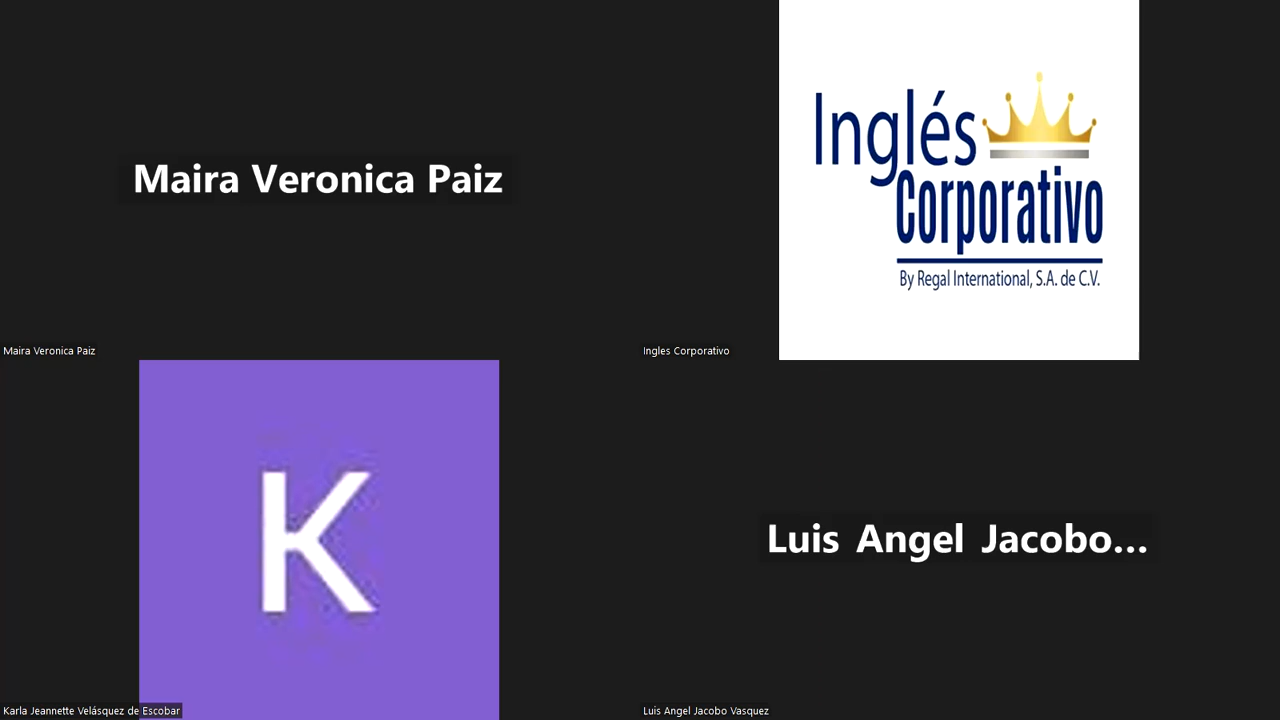 Maira Veronica Paiz
Maira Veronica Paiz
Inglés
Corporativo
By Regal International, S.A. de C.V.
Ingles Corporativo
K
Karla Jeannette Velásquez de Escobar
Luis Angel Jacobo...
Luis Angel Jacobo Vasquez